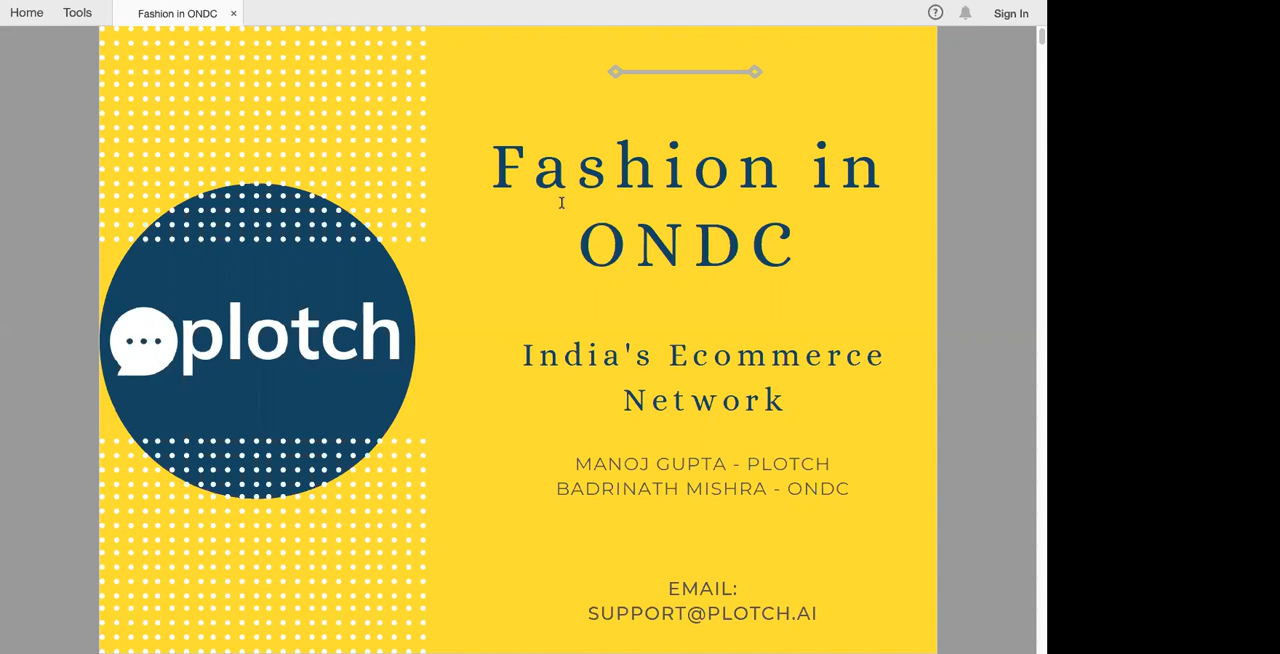 Home Tools Fashion in ONDC × ? Sign In
Fashion in
ONDC
plotch
India's Ecommerce
Network
MANOJ GUPTA - PLOTCH
BADRINATH MISHRA - ONDC
EMAIL:
SUPPORT@PLOTCH.AI